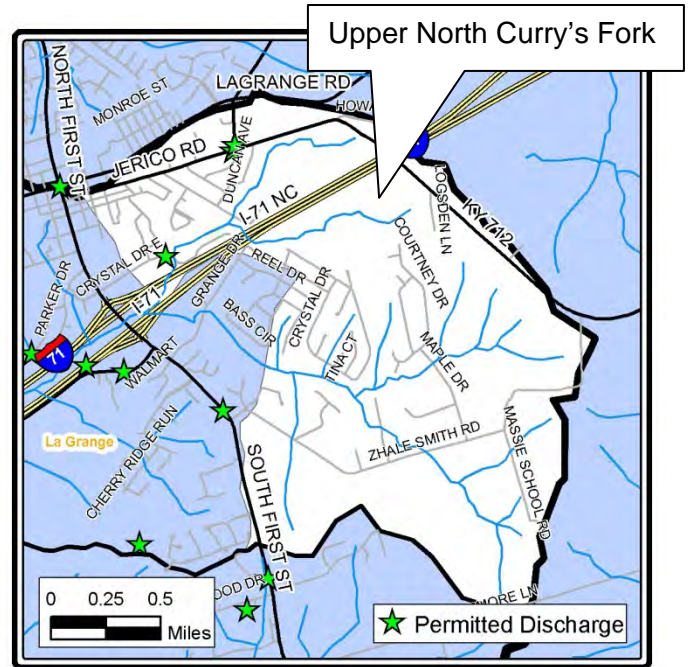 Upper North Curry's Fork
LAGRANGE RD
NORTH FIRST ST
MONROE ST
HOWA
JERICO RD
DUNCAN AVE
LOGSDEN LN
I-71 NC
KY 712
CRYSTAL DR E
GRANGE DR
REEL DR
COURTNEY DR
I-71
PARKER DR
BASS CIR
CRYSTAL DR
71
WALMART
TINA CT
MAPLE DR
La Grange
CHERRY RIDGE RUN
ZHALE SMITH RD
MASSIE SCHOOL RD
SOUTH FIRST ST
OOD DR
MORE LN
0 0.25 0.5
Miles
Permitted Discharge